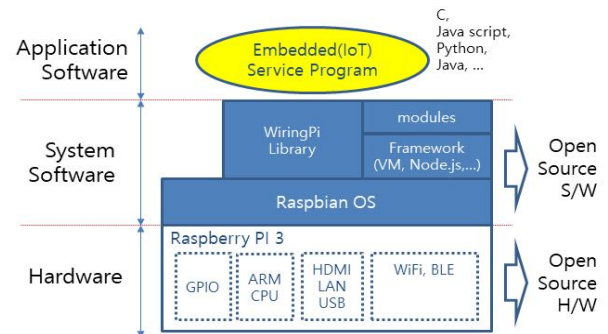 C,
Java script,
Python,
Java, ...
Application
Software
Embedded(IoT)
Service Program
System
Software
WiringPi
Library
modules
Framework
(VM, Node.js,...)
Raspbian OS
Open
Source
S/W
Hardware
Raspberry PI 3
GPIO
ARM
CPU
HDMI
LAN
USB
WiFi, BLE
Open
Source
H/W